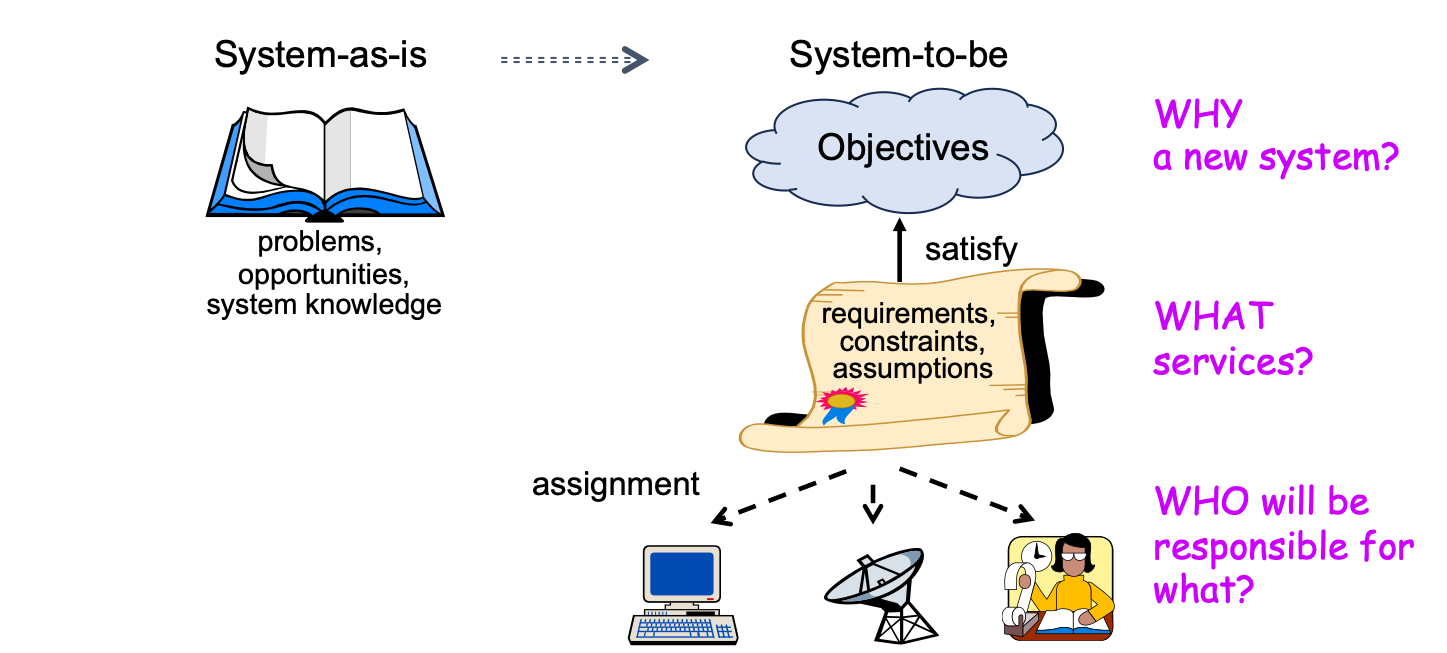 System-as-is
System-to-be
Objectives
WHY
a new system?
problems,
opportunities,
system knowledge
satisfy
requirements,
constraints,
assumptions
WHAT
services?
assignment
WHO will be
responsible for
what?